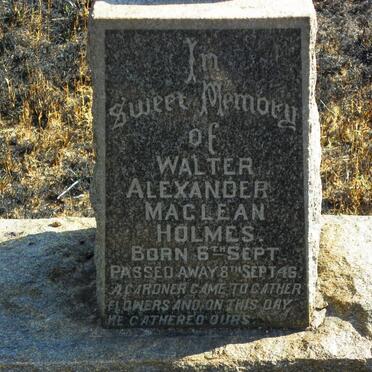 In
Sweet Memory
of
WALTER
ALEXANDER
MACLEAN
HOLMES.
BORN 6TH SEPT
PASSED AWAY 8TH SEPT 46.
A GARDNER CAME TO GATHER
FLOWERS AND ON THIS DAY
HE GATHERED OURS.